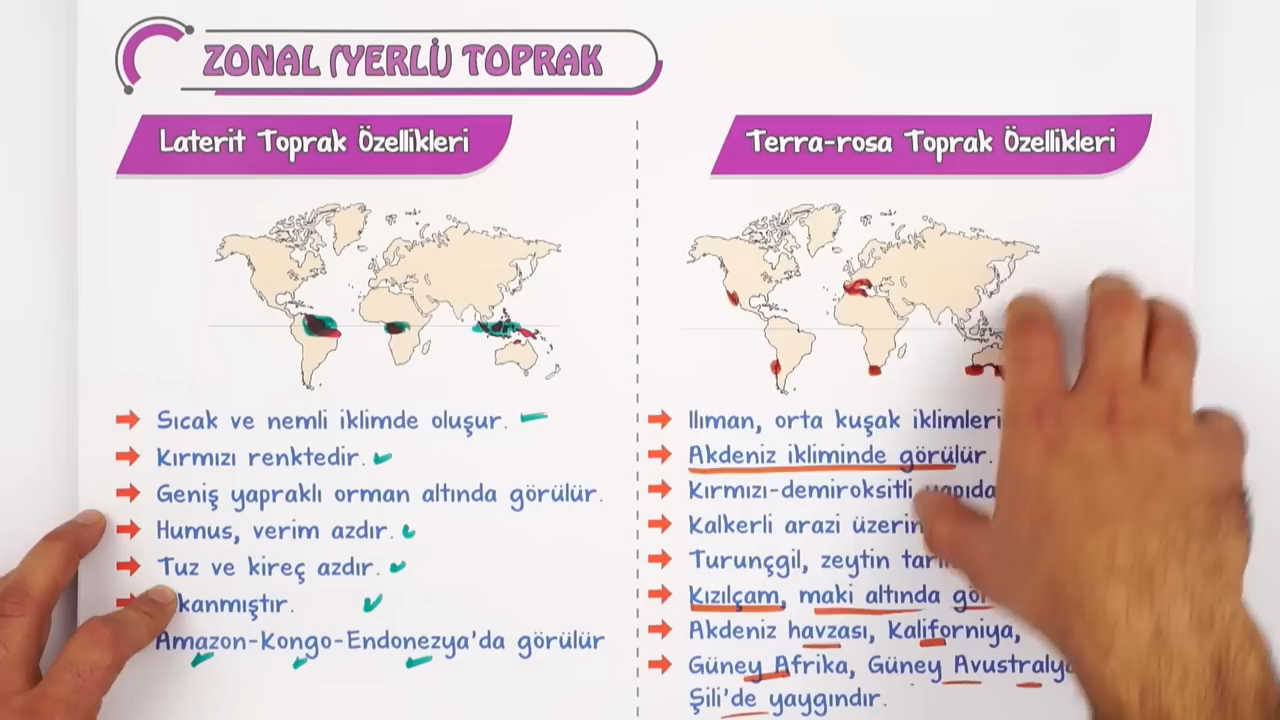 ZONAL (YERLİ) TOPRAK
Laterit Toprak Özellikleri
Sıcak ve nemli iklimde oluşur.
Kırmızı renktedir.
Geniş yapraklı orman altında görülür.
Humus, verim azdır.
Tuz ve kireç azdır.
kanmıştır.
Amazon-Kongo-Endonezya'da görülür
Terra-rosa Toprak Özellikleri
Ilıman, orta kuşak iklimleri
Akdeniz ikliminde görülür.
Kırmızı-demiroksitli yapıda
Kalkerli arazi üzerin
Turunçgil, zeytin
Kızılçam, maki altında
Akdeniz havzası, Kaliforniya,
Güney Afrika, Güney Avustralya
Şili'de yaygındır.